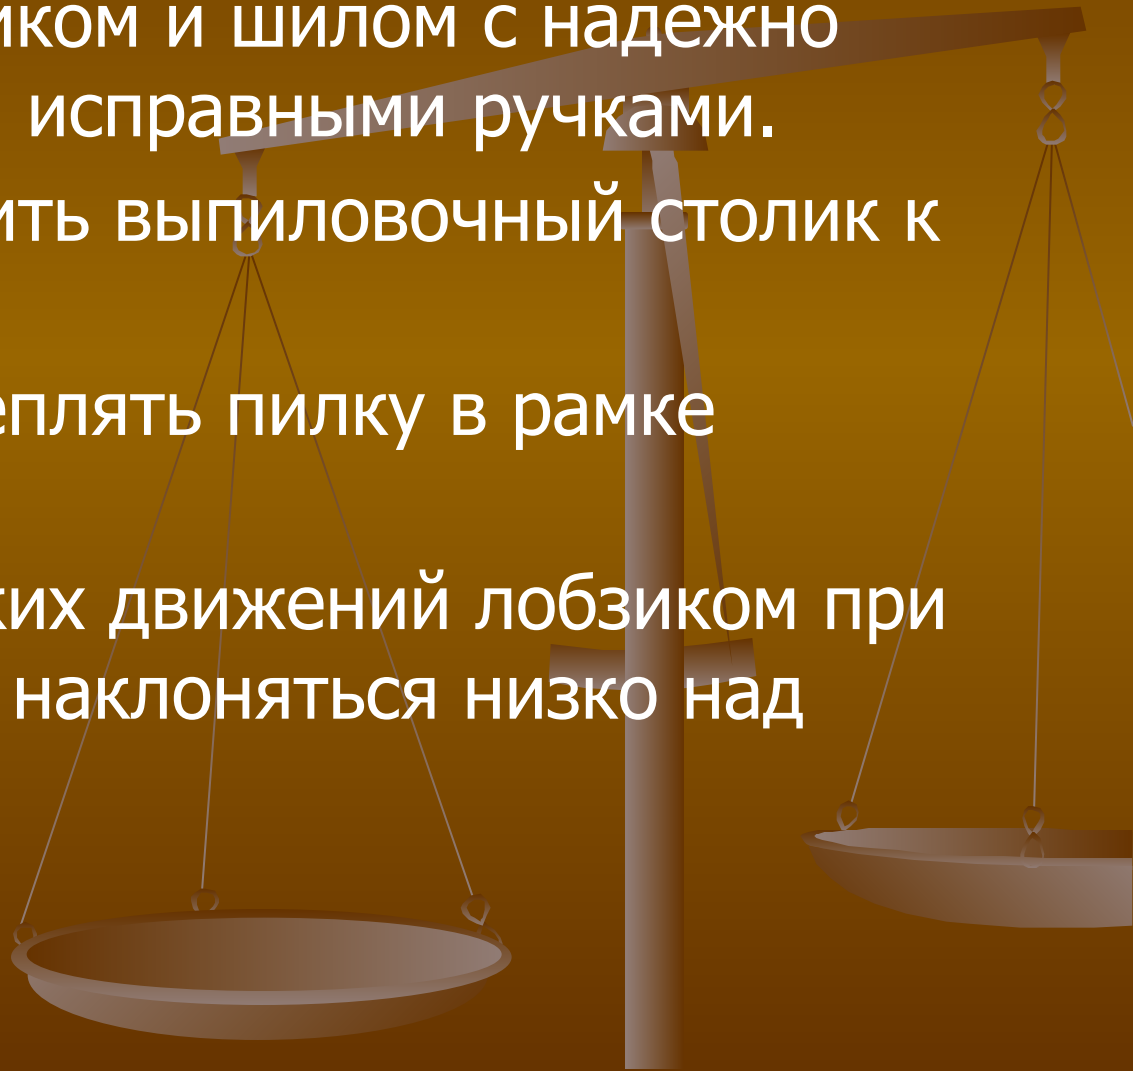 иком и шилом с надежно
исправными ручками.
ить выпиловочный столик к
еплять пилку в рамке
ких движений лобзиком при
наклоняться низко над